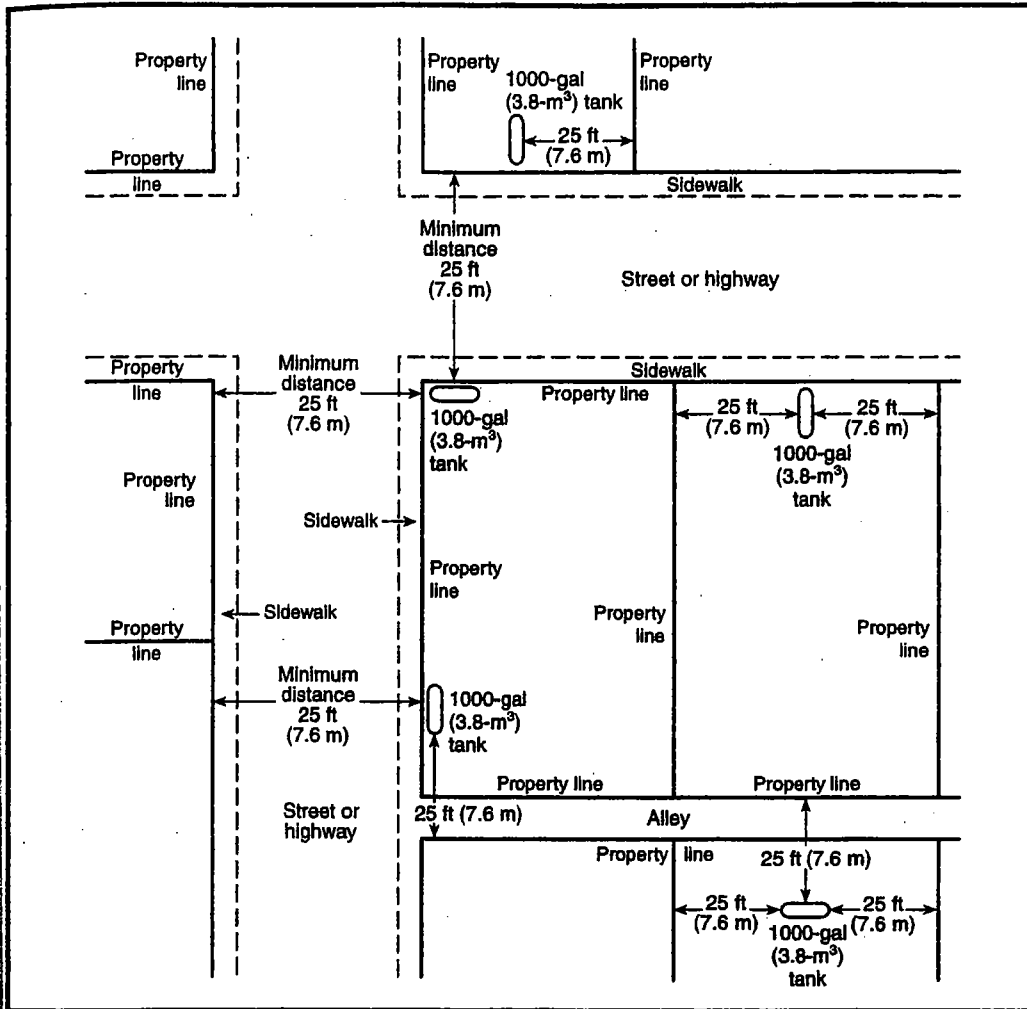 Property
line
Property
line
1000-gal
(3.8-m³) tank
Property
line
25 ft
(7.6 m)
Property
line
Sidewalk
Minimum
distance
25 ft
(7.6 m)
Street or highway
Property
line
Minimum
distance
25 ft
(7.6 m)
Sidewalk
Property line
1000-gal
(3.8-m³)
tank
25 ft
(7.6 m)
25 ft
(7.6 m)
1000-gal
(3.8-m³)
tank
Property
line
Sidewalk
Property
line
Property
line
Property
line
Sidewalk
Property
line
Minimum
distance
25 ft
(7.6 m)
1000-gal
(3.8-m³)
tank
Property line
Property line
Street or
highway
25 ft (7.6 m)
Alley
Property line
25 ft (7.6 m)
25 ft
(7.6 m)
25 ft
(7.6 m)
1000-gal
(3.8-m³)
tank